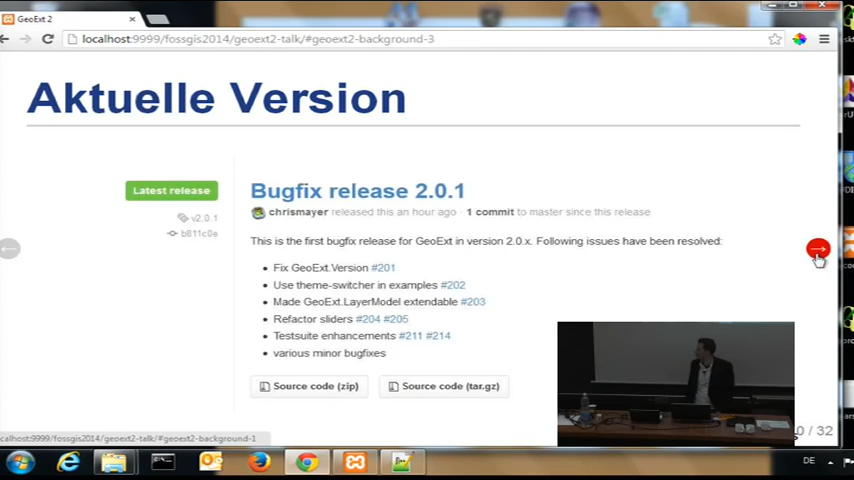 GeoExt 2
localhost:9999/fossgis2014/geoext2-talk/#geoext2-background-3
Aktuelle Version
Latest release
v2.0.1
b811c0e
Bugfix release 2.0.1
chrismayer released this an hour ago · 1 commit to master since this release
This is the first bugfix release for GeoExt in version 2.0.x. Following issues have been resolved:
• Fix GeoExt.Version #201
• Use theme-switcher in examples #202
• Made GeoExt.LayerModel extendable #203
• Refactor sliders #204 #205
• Testsuite enhancements #211 #214
• various minor bugfixes
Source code (zip)
Source code (tar.gz)
0 / 32
ocalhost:9999/fossgis2014/geoext2-talk/#geoext2-background-1
DE